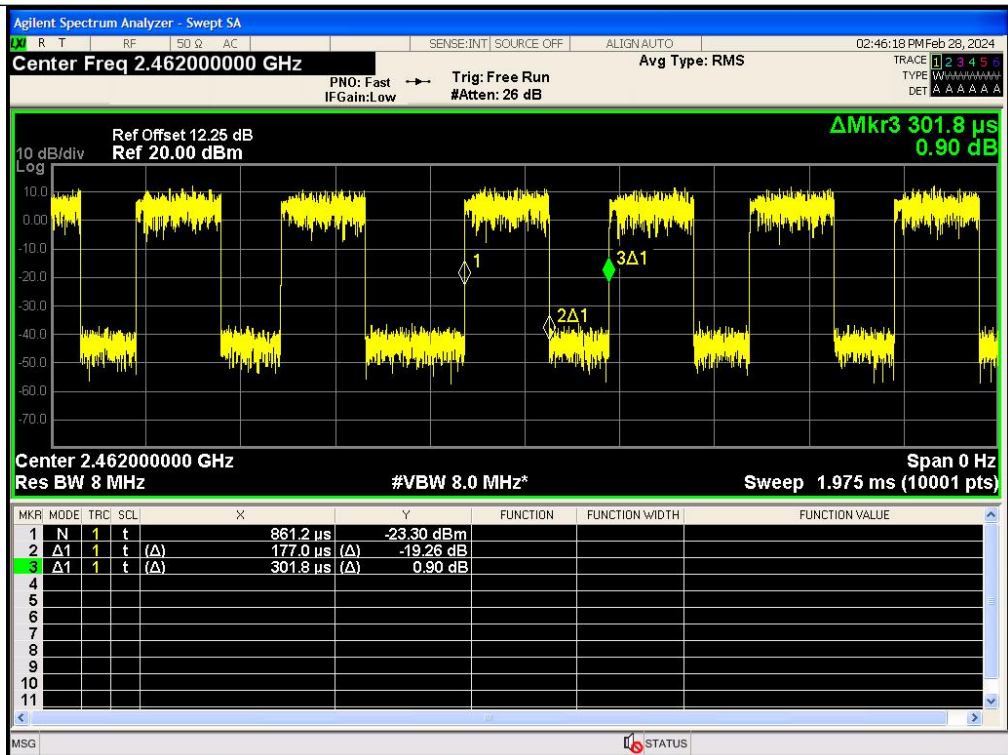 Agilent Spectrum Analyzer - Swept SA
LXI R T RF 50 Ω AC SENSE:INT SOURCE OFF ALIGN AUTO 02:46:18 PM Feb 28, 2024
Center Freq 2.462000000 GHz Avg Type: RMS TRACE 1 2 3 4 5 6
PNO: Fast Trig: Free Run TYPE
IFGain:Low #Atten: 26 dB DET A A A A A A
ΔMkr3 301.8 µs
0.90 dB
Ref Offset 12.25 dB
10 dB/div Ref 20.00 dBm
Log
10.0
0.00
-10.0
1 3Δ1
-20.0
-30.0
2Δ1
-40.0
-50.0
-60.0
-70.0
Center 2.462000000 GHz Span 0 Hz
Res BW 8 MHz #VBW 8.0 MHz* Sweep 1.975 ms (10001 pts)
MKR MODE TRC SCL X Y FUNCTION FUNCTION WIDTH FUNCTION VALUE
1 N 1 t 861.2 µs -23.30 dBm
2 Δ1 1 t (Δ) 177.0 µs (Δ) -19.26 dB
3 Δ1 1 t (Δ) 301.8 µs (Δ) 0.90 dB
4
5
6
7
8
9
10
11
MSG STATUS